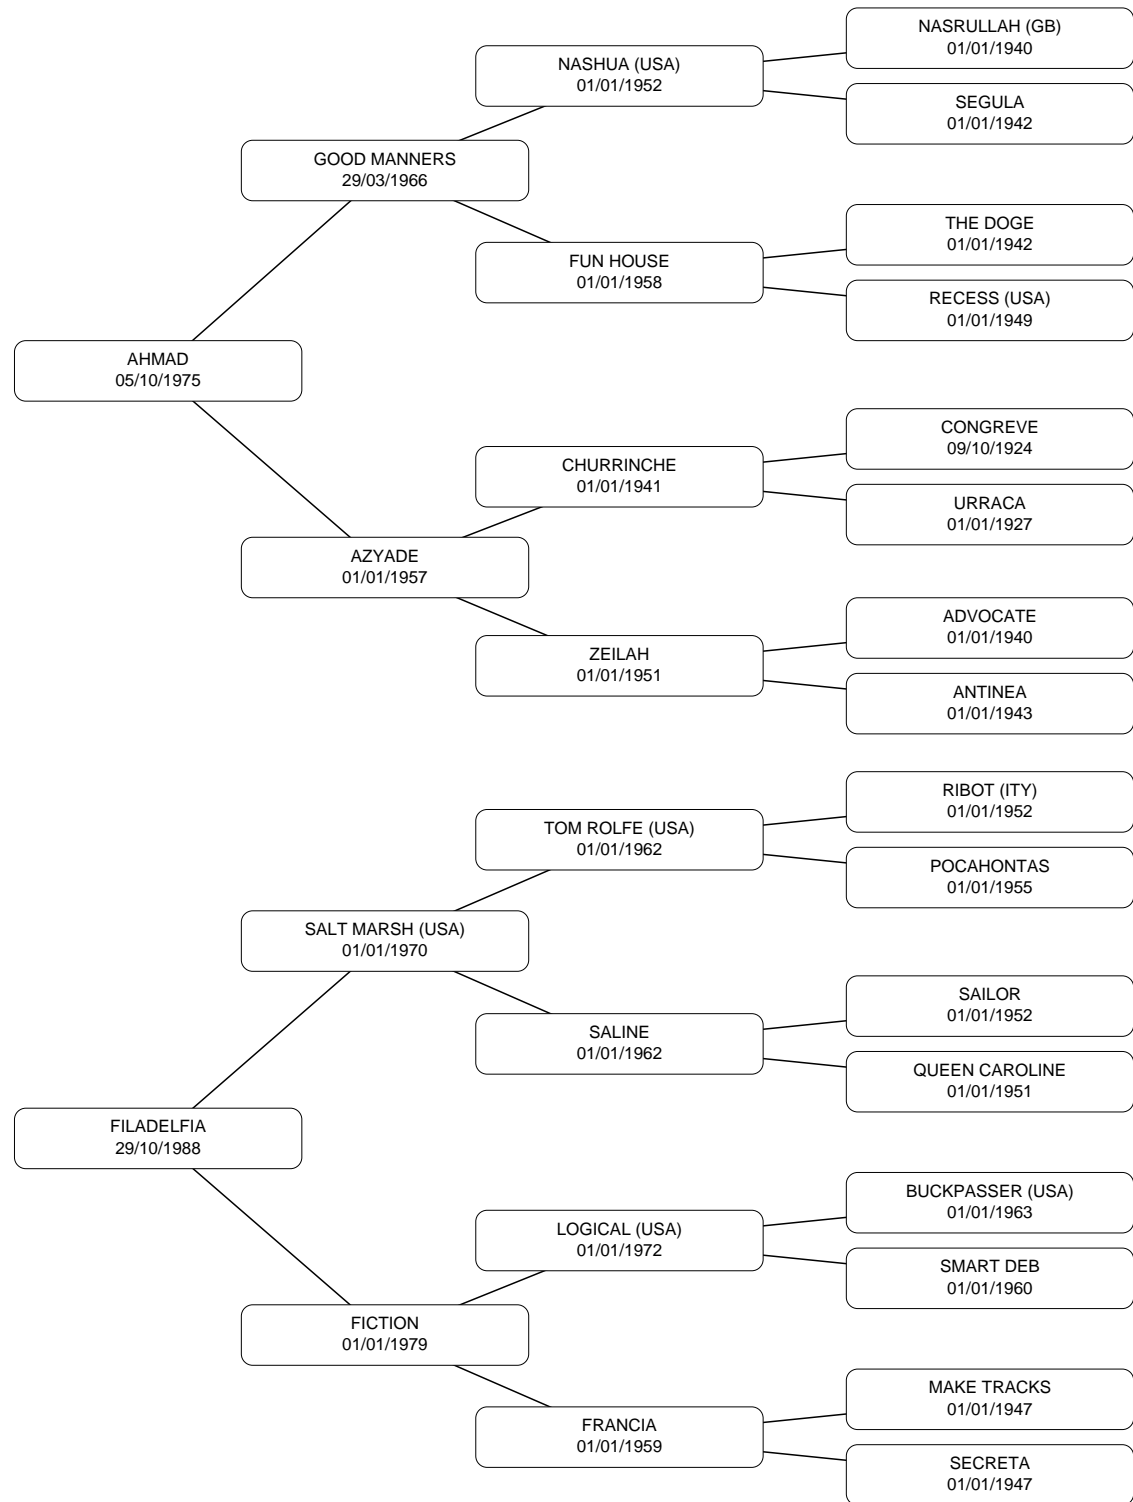 NASRULLAH (GB)
01/01/1940
NASHUA (USA)
01/01/1952
SEGULA
01/01/1942
GOOD MANNERS
29/03/1966
THE DOGE
01/01/1942
FUN HOUSE
01/01/1958
RECESS (USA)
01/01/1949
AHMAD
05/10/1975
CONGREVE
09/10/1924
CHURRINCHE
01/01/1941
URRACA
01/01/1927
AZYADE
01/01/1957
ADVOCATE
01/01/1940
ZEILAH
01/01/1951
ANTINEA
01/01/1943
RIBOT (ITY)
01/01/1952
TOM ROLFE (USA)
01/01/1962
POCAHONTAS
01/01/1955
SALT MARSH (USA)
01/01/1970
SAILOR
01/01/1952
SALINE
01/01/1962
QUEEN CAROLINE
01/01/1951
FILADELFIA
29/10/1988
BUCKPASSER (USA)
01/01/1963
LOGICAL (USA)
01/01/1972
SMART DEB
01/01/1960
FICTION
01/01/1979
MAKE TRACKS
01/01/1947
FRANCIA
01/01/1959
SECRETA
01/01/1947